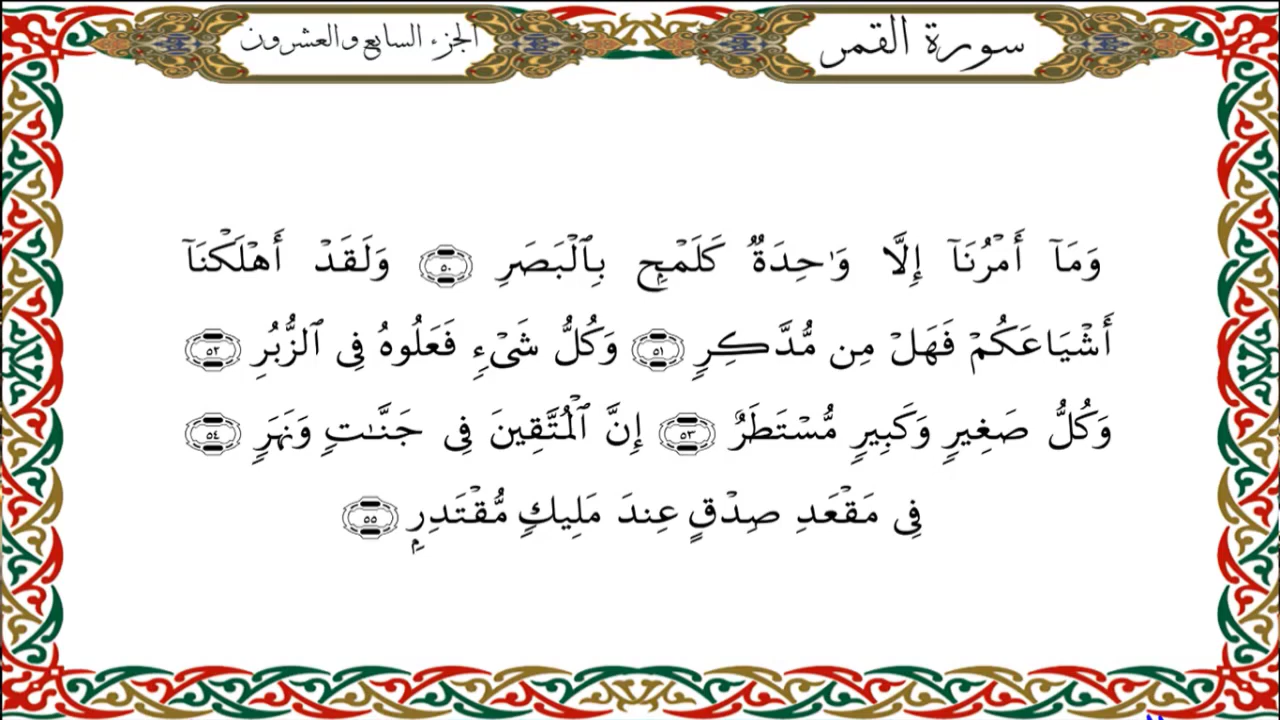 سورة القمر
الجزء السابع والعشرون
وَمَآ أَمْرُنَآ إِلَّا وَٰحِدَةٌ كَلَمْحٍۭ بِٱلْبَصَرِ ٥٠ وَلَقَدْ أَهْلَكْنَآ
أَشْيَاعَكُمْ فَهَلْ مِن مُّدَّكِرٍ ٥١ وَكُلُّ شَىْءٍ فَعَلُوهُ فِى ٱلزُّبُرِ ٥٢
وَكُلُّ صَغِيرٍ وَكَبِيرٍ مُّسْتَطَرٌ ٥٣ إِنَّ ٱلْمُتَّقِينَ فِى جَنَّـٰتٍ وَنَهَرٍ ٥٤
فِى مَقْعَدِ صِدْقٍ عِندَ مَلِيكٍ مُّقْتَدِرٍۭ ٥٥